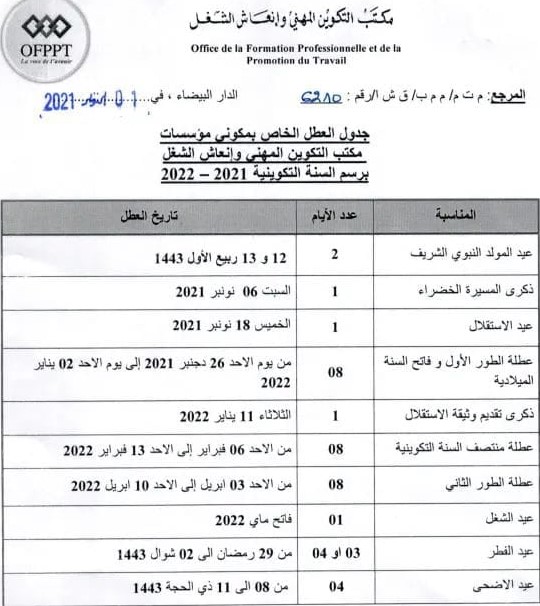 مكتب التكوين المهني وإنعاش الشغل
OFPPT
La voie de l'avenir
Office de la Formation Professionnelle et de la
Promotion du Travail
المرجع: م ت م/ م م ب/ ق ش ا/رقم : 6210
الدار البيضاء ، في 01 أكتوبر 2021
جدول العطل الخاص بمكوني مؤسسات
مكتب التكوين المهني وإنعاش الشغل
برسم السنة التكوينية 2021 – 2022
المناسبة عدد الأيام تاريخ العطل
عيد المولد النبوي الشريف 2 12 و 13 ربيع الأول 1443
ذكرى المسيرة الخضراء 1 السبت 06 نونبر 2021
عيد الاستقلال 1 الخميس 18 نونبر 2021
عطلة الطور الأول و فاتح السنة
الميلادية 08 من يوم الاحد 26 دجنبر 2021 إلى يوم الاحد 02 يناير
2022
ذكرى تقديم وثيقة الاستقلال 1 الثلاثاء 11 يناير 2022
عطلة منتصف السنة التكوينية 08 من الاحد 06 فبراير إلى الاحد 13 فبراير 2022
عطلة الطور الثاني 08 من الاحد 03 ابريل إلى الاحد 10 ابريل 2022
عيد الشغل 01 فاتح ماي 2022
عيد الفطر 03 او 04 من 29 رمضان الى 02 شوال 1443
عيد الاضحى 04 من 08 الى 11 ذي الحجة 1443